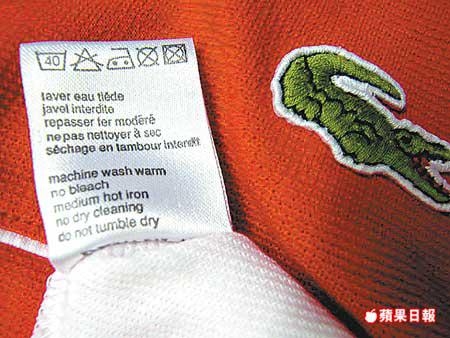 40
laver eau tiède
javel interdite
repasser fer modéré
ne pas nettoyer à sec
séchage en tambour interdit
machine wash warm
no bleach
medium hot iron
no dry cleaning
do not tumble dry
蘋果日報